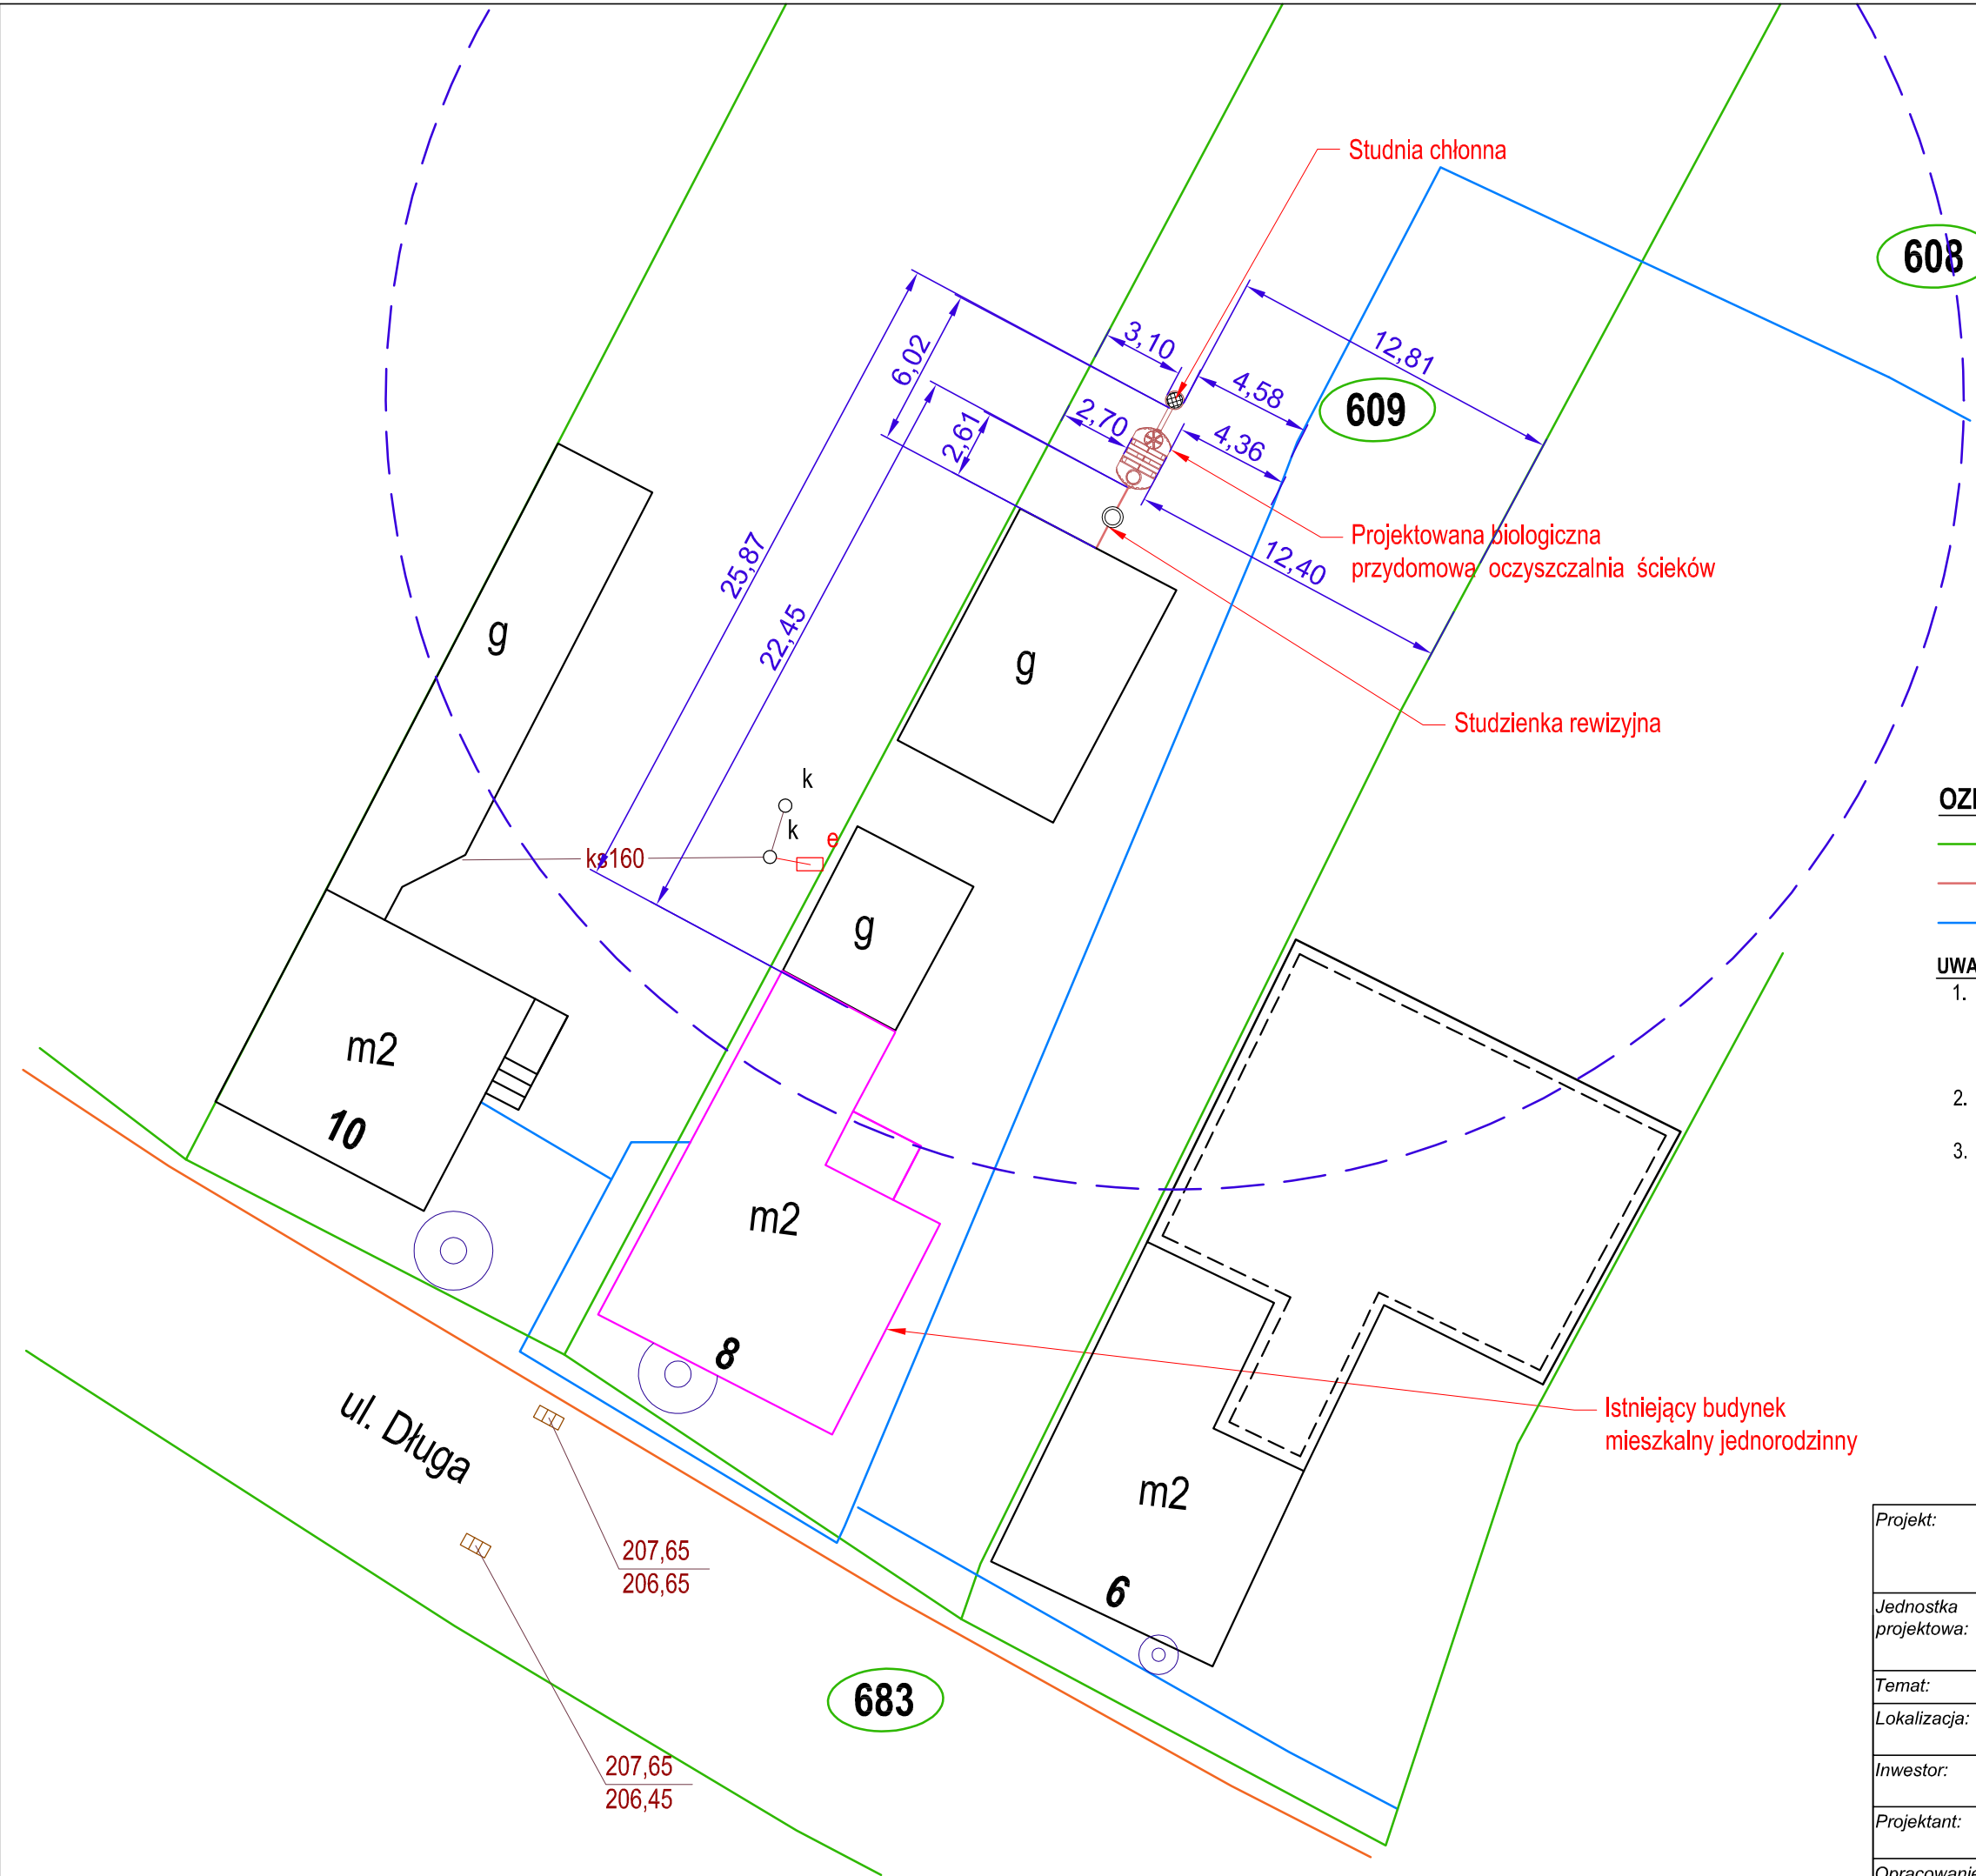 Studnia chłonna
608
3,10
12,81
6,02
4,58
609
2,70
2,61
4,36
Projektowana biologiczna
przydomowa oczyszczalnia ścieków
12,40
25,87
22,45
g
g
Studzienka rewizyjna
k
k
e
ks160
g
UWA
1.
2.
3.
m2
10
m2
8
ul. Długa
Istniejący budynek
mieszkalny jednorodzinny
m2
6
207,65
206,65
683
207,65
206,45
Projekt:
Jednostka
projektowa:
Temat:
Lokalizacja:
Inwestor:
Projektant: